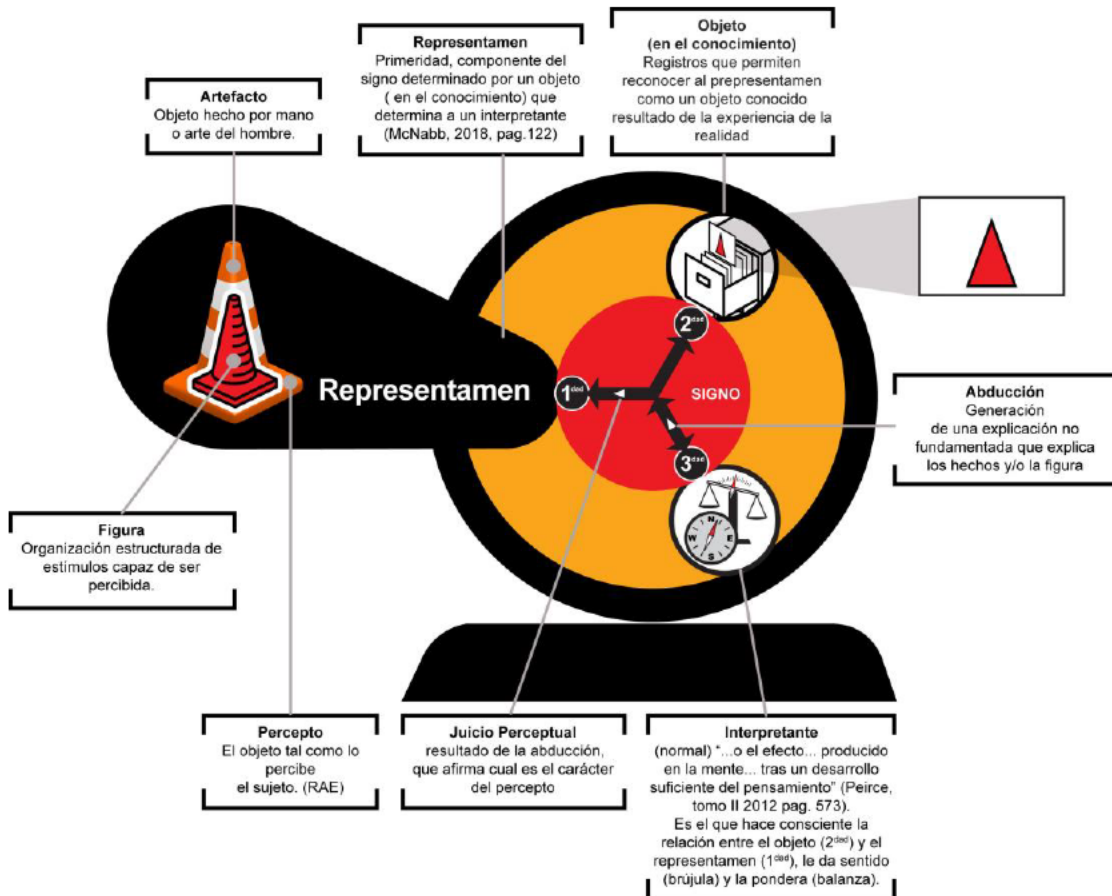 Representamen
Primeridad, componente del
signo determinado por un objeto
( en el conocimiento) que
determina a un interpretante
(McNabb, 2018, pag.122)
Objeto
(en el conocimiento)
Registros que permiten
reconocer al prepresentamen
como un objeto conocido
resultado de la experiencia de la
realidad
Artefacto
Objeto hecho por mano
o arte del hombre.
Representamen
1dad
2dad
3dad
SIGNO
N
E
S
W
Abducción
Generación
de una explicación no
fundamentada que explica
los hechos y/o la figura
Figura
Organización estructurada de
estímulos capaz de ser
percibida.
Percepto
El objeto tal como lo
percibe
el sujeto. (RAE)
Juicio Perceptual
resultado de la abducción,
que afirma cual es el carácter
del percepto
Interpretante
(normal) “...o el efecto... producido
en la mente... tras un desarrollo
suficiente del pensamiento” (Peirce,
tomo II 2012 pag. 573).
Es el que hace consciente la
relación entre el objeto (2dad) y el
representamen (1dad), le da sentido
(brújula) y la pondera (balanza).